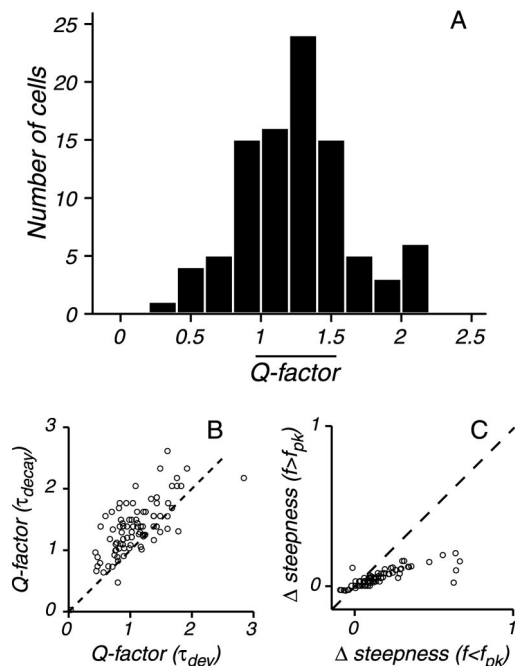 A
25
20
15
10
5
0
Number of cells
0 0.5 1 1.5 2 2.5
Q-factor
B
3
2
1
0
Q-factor (τdecay)
0 1 2 3
Q-factor (τdev)
C
1
0
Δ steepness (f>fpk)
0 1
Δ steepness (f<fpk)